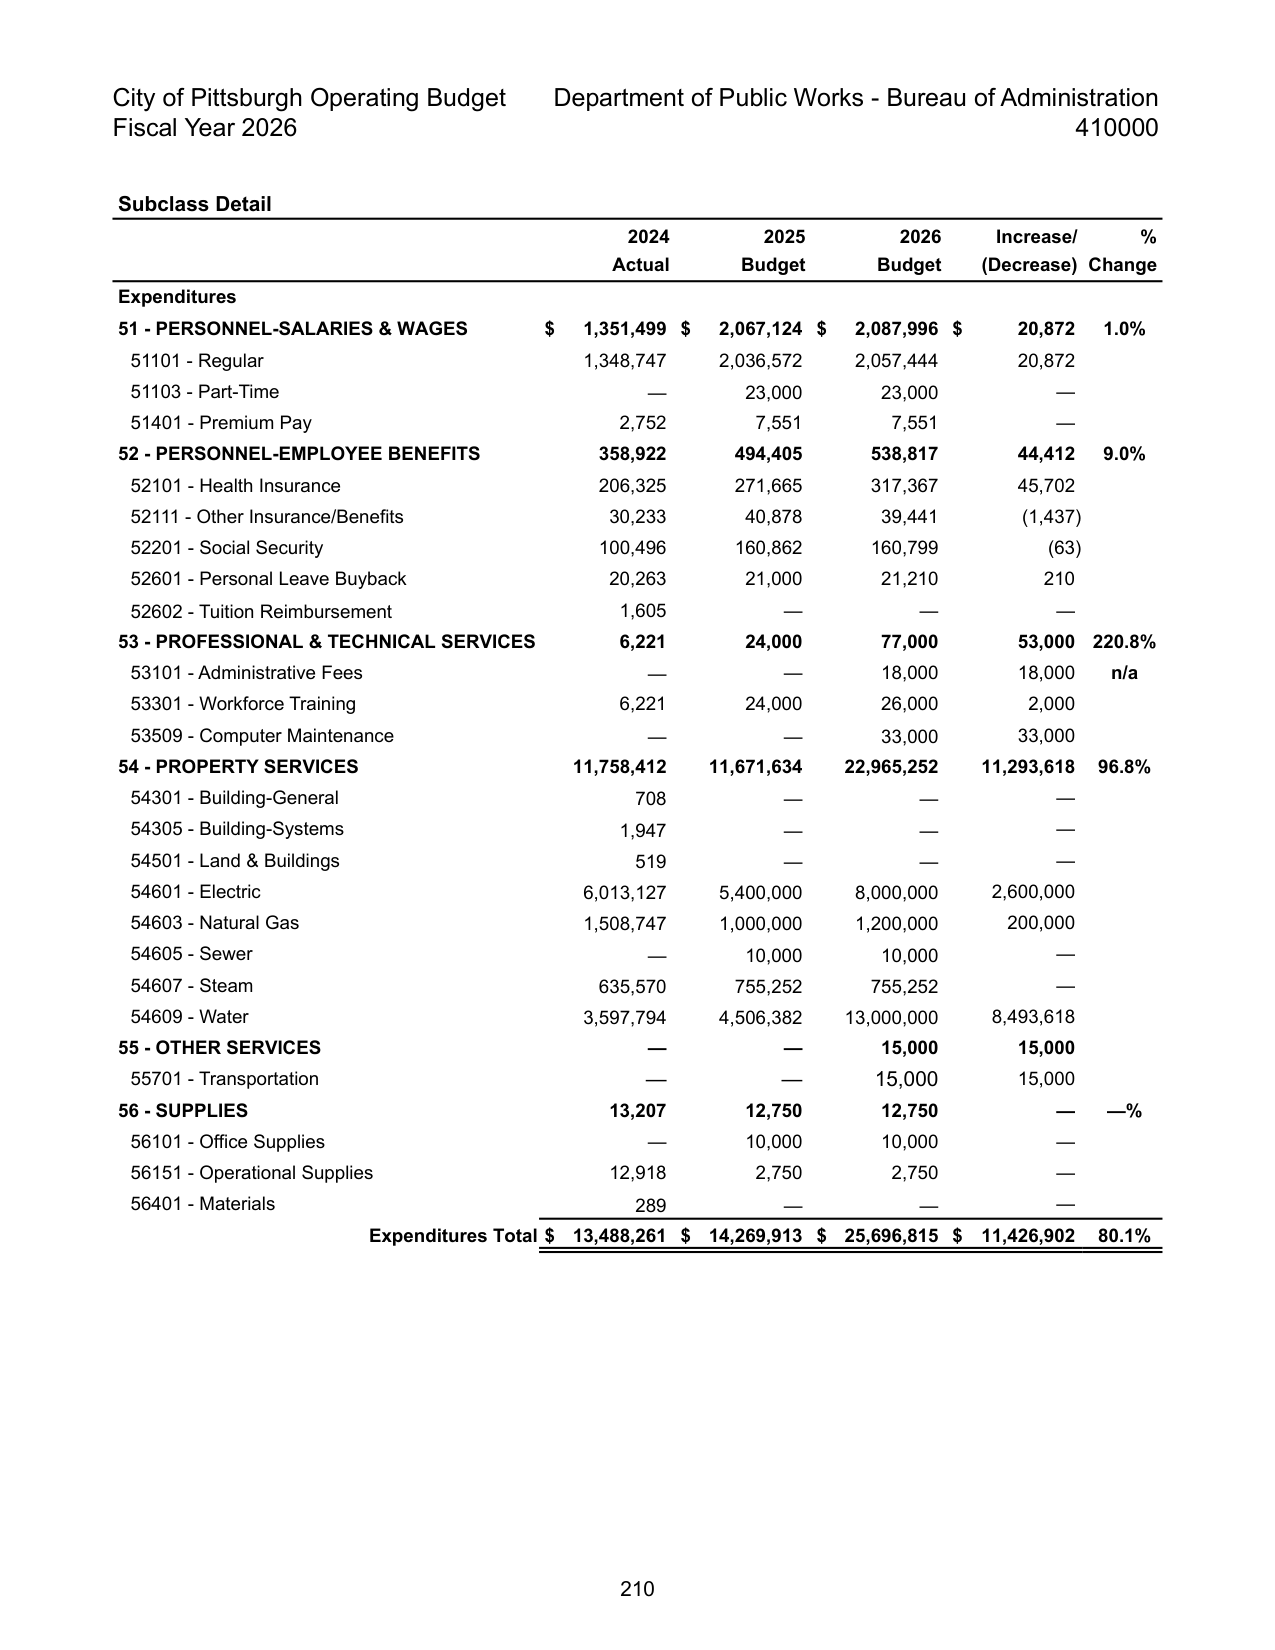 City of Pittsburgh Operating Budget Department of Public Works - Bureau of Administration
Fiscal Year 2026 410000
Subclass Detail
2024 2025 2026 Increase/ %
Actual Budget Budget (Decrease) Change
Expenditures
51 - PERSONNEL-SALARIES & WAGES $ 1,351,499 $ 2,067,124 $ 2,087,996 $ 20,872 1.0%
51101 - Regular 1,348,747 2,036,572 2,057,444 20,872
51103 - Part-Time — 23,000 23,000 —
51401 - Premium Pay 2,752 7,551 7,551 —
52 - PERSONNEL-EMPLOYEE BENEFITS 358,922 494,405 538,817 44,412 9.0%
52101 - Health Insurance 206,325 271,665 317,367 45,702
52111 - Other Insurance/Benefits 30,233 40,878 39,441 (1,437)
52201 - Social Security 100,496 160,862 160,799 (63)
52601 - Personal Leave Buyback 20,263 21,000 21,210 210
52602 - Tuition Reimbursement 1,605 — — —
53 - PROFESSIONAL & TECHNICAL SERVICES 6,221 24,000 77,000 53,000 220.8%
53101 - Administrative Fees — — 18,000 18,000 n/a
53301 - Workforce Training 6,221 24,000 26,000 2,000
53509 - Computer Maintenance — — 33,000 33,000
54 - PROPERTY SERVICES 11,758,412 11,671,634 22,965,252 11,293,618 96.8%
54301 - Building-General 708 — — —
54305 - Building-Systems 1,947 — — —
54501 - Land & Buildings 519 — — —
54601 - Electric 6,013,127 5,400,000 8,000,000 2,600,000
54603 - Natural Gas 1,508,747 1,000,000 1,200,000 200,000
54605 - Sewer — 10,000 10,000 —
54607 - Steam 635,570 755,252 755,252 —
54609 - Water 3,597,794 4,506,382 13,000,000 8,493,618
55 - OTHER SERVICES — — 15,000 15,000
55701 - Transportation — — 15,000 15,000
56 - SUPPLIES 13,207 12,750 12,750 — —%
56101 - Office Supplies — 10,000 10,000 —
56151 - Operational Supplies 12,918 2,750 2,750 —
56401 - Materials 289 — — —
Expenditures Total $ 13,488,261 $ 14,269,913 $ 25,696,815 $ 11,426,902 80.1%
210